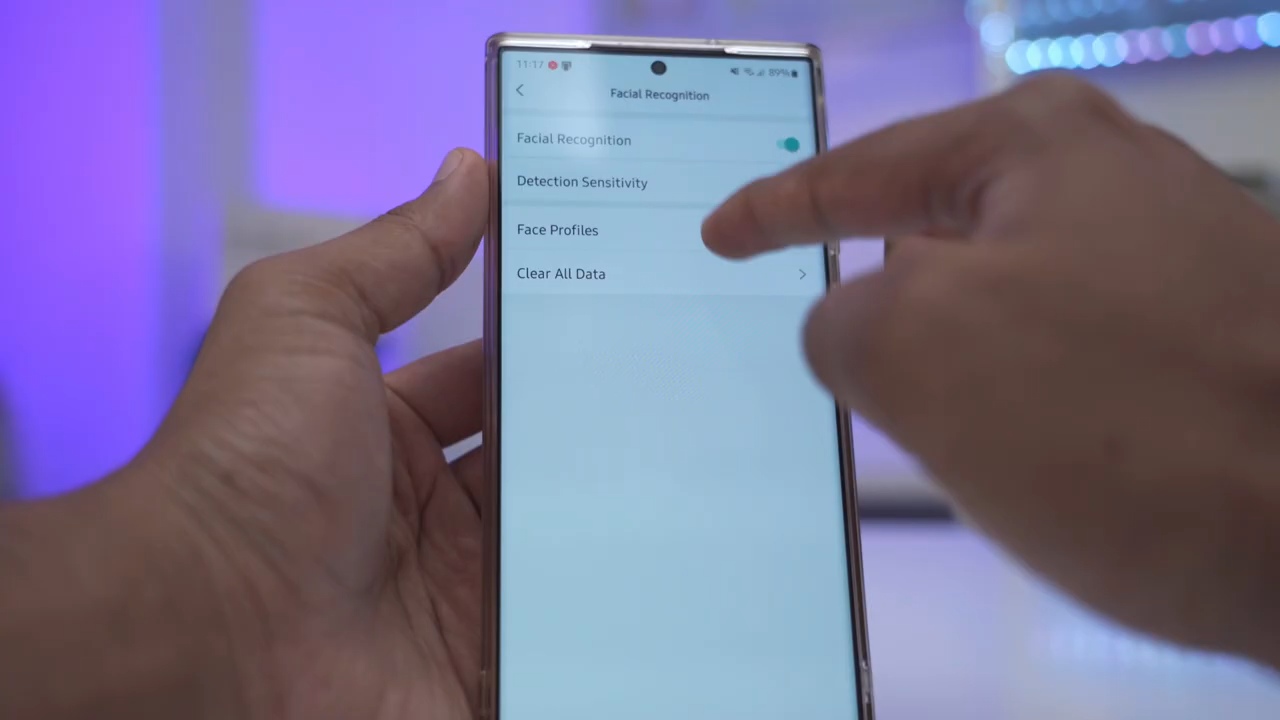 11:17
89%
Facial Recognition
Facial Recognition
Detection Sensitivity
Face Profiles
Clear All Data